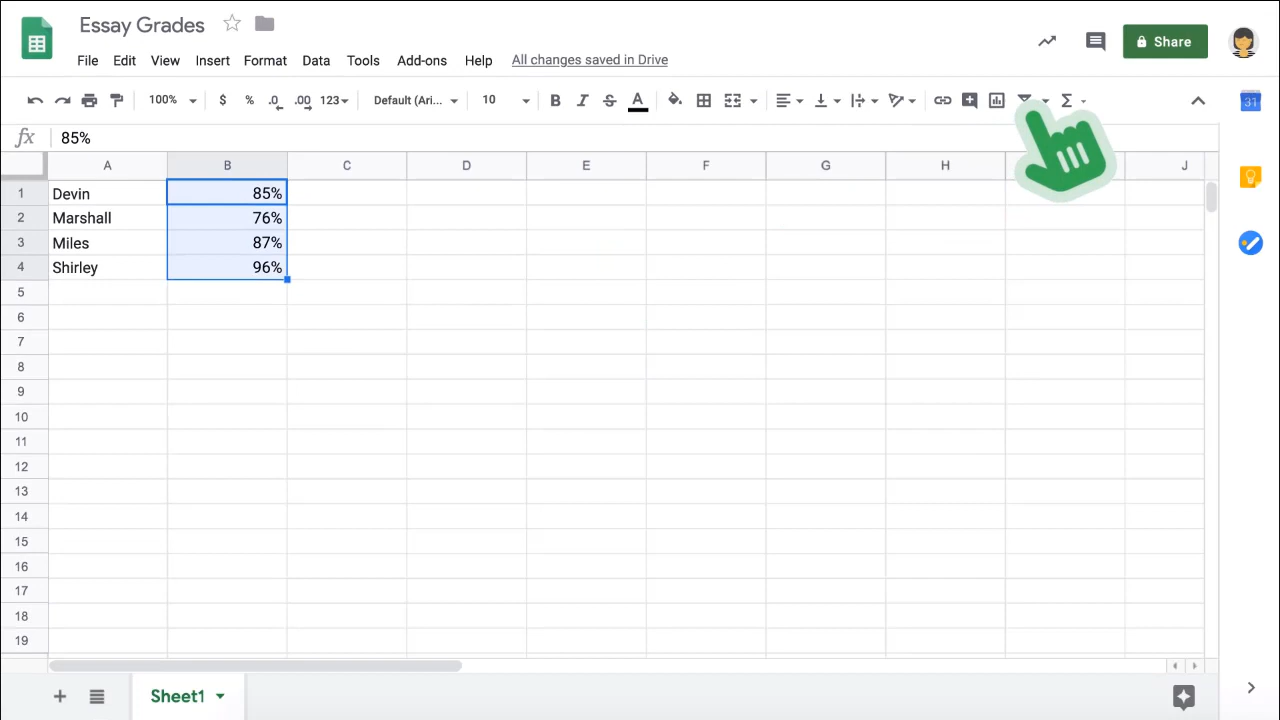 Essay Grades
File Edit View Insert Format Data Tools Add-ons Help All changes saved in Drive
Share
100% $ % .0 .00 123 Default (Ari... 10 B I S A Σ
31
fx 85%
A B C D E F G H J
1 Devin 85%
2 Marshall 76%
3 Miles 87%
4 Shirley 96%
5
6
7
8
9
10
11
12
13
14
15
16
17
18
19
+ Sheet1